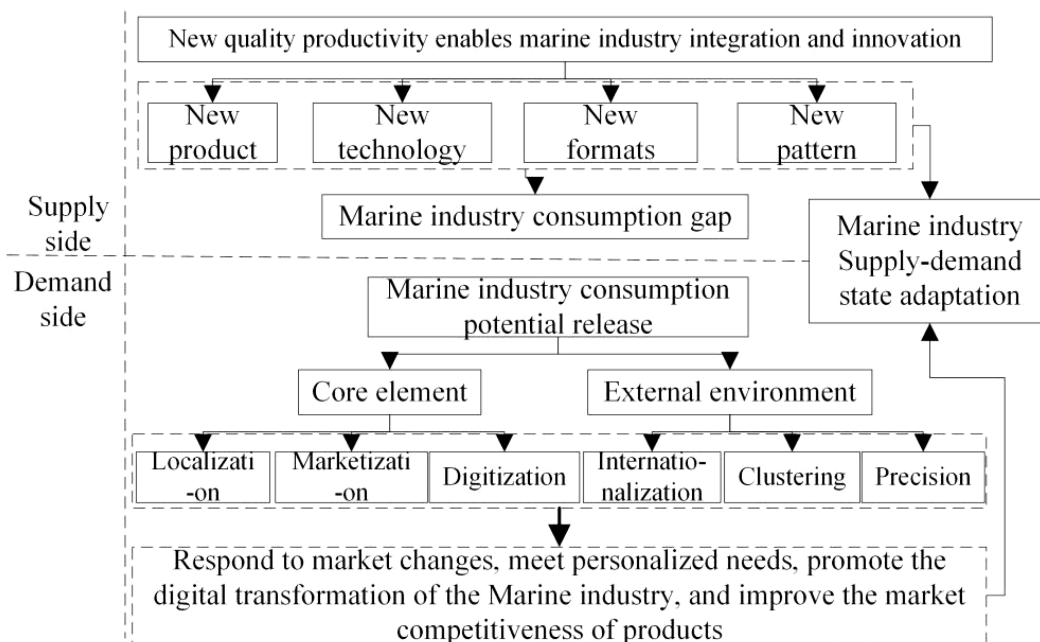 New quality productivity enables marine industry integration and innovation
New
product
New
technology
New
formats
New
pattern
Marine industry consumption gap
Supply
side
Marine industry
Supply-demand
state adaptation
Demand
side
Marine industry consumption
potential release
Core element
External environment
Localizati
-on
Marketizati
-on
Digitization
Internatio-
nalization
Clustering
Precision
Respond to market changes, meet personalized needs, promote the
digital transformation of the Marine industry, and improve the market
competitiveness of products